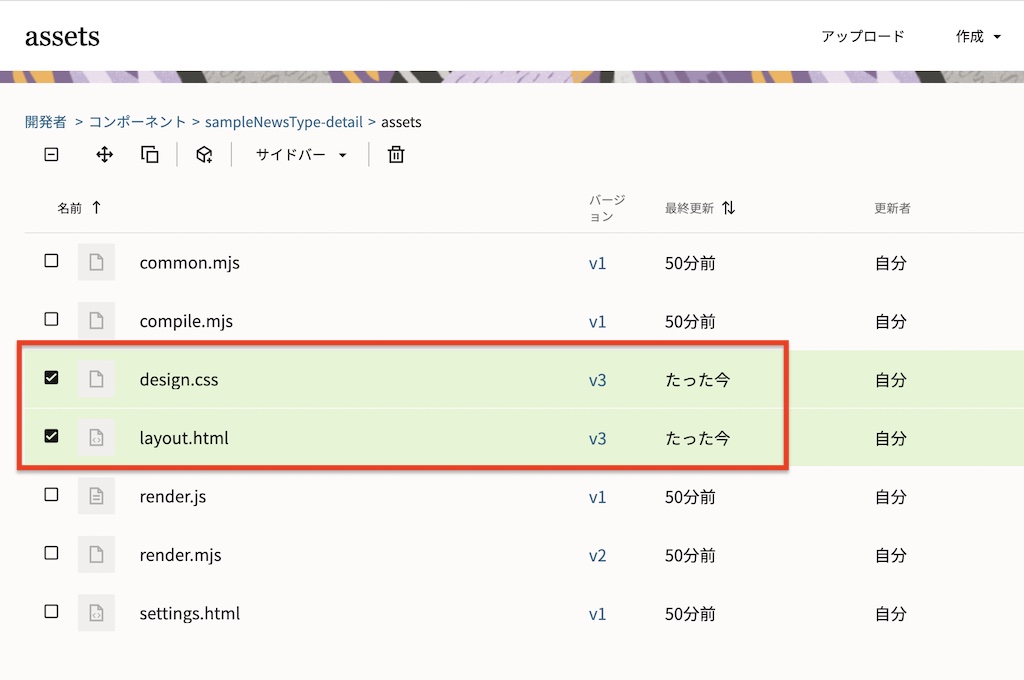 assets
アップロード 作成
開発者 > コンポーネント > sampleNewsType-detail > assets
サイドバー
名前 バージ
ョン 最終更新 更新者
common.mjs v1 50分前 自分
compile.mjs v1 50分前 自分
design.css v3 たった今 自分
layout.html v3 たった今 自分
render.js v1 50分前 自分
render.mjs v2 50分前 自分
settings.html v1 50分前 自分